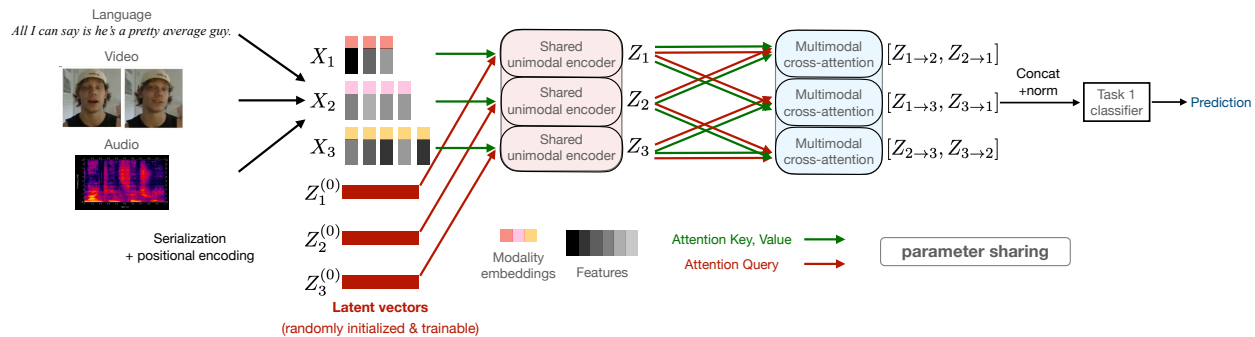 Language
All I can say is he's a pretty average guy.
Video
Audio
Serialization
+ positional encoding
X₁
X₂
X₃
Z₁⁽⁰⁾
Z₂⁽⁰⁾
Z₃⁽⁰⁾
Latent vectors
(randomly initialized & trainable)
Shared
unimodal encoder
Shared
unimodal encoder
Shared
unimodal encoder
Z₁
Z₂
Z₃
Modality
embeddings
Features
Multimodal
cross-attention
Multimodal
cross-attention
Multimodal
cross-attention
Attention Key, Value
Attention Query
[Z₁→₂, Z₂→₁]
[Z₁→₃, Z₃→₁]
[Z₂→₃, Z₃→₂]
parameter sharing
Concat
+norm
Task 1
classifier
Prediction